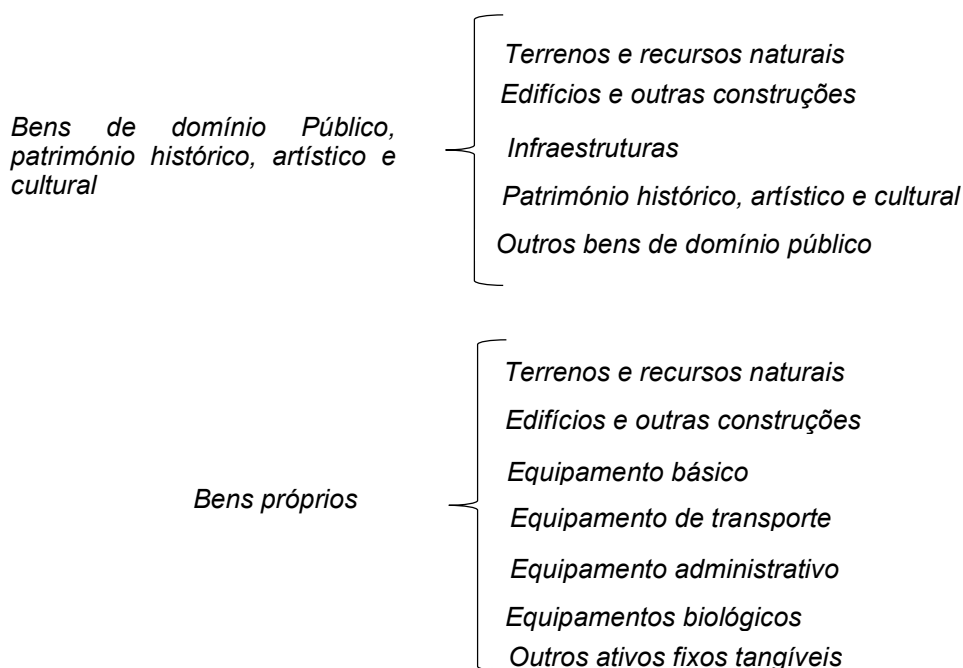 Bens de domínio Público,
património histórico, artístico e
cultural
Terrenos e recursos naturais
Edifícios e outras construções
Infraestruturas
Património histórico, artístico e cultural
Outros bens de domínio público
Bens próprios
Terrenos e recursos naturais
Edifícios e outras construções
Equipamento básico
Equipamento de transporte
Equipamento administrativo
Equipamentos biológicos
Outros ativos fixos tangíveis